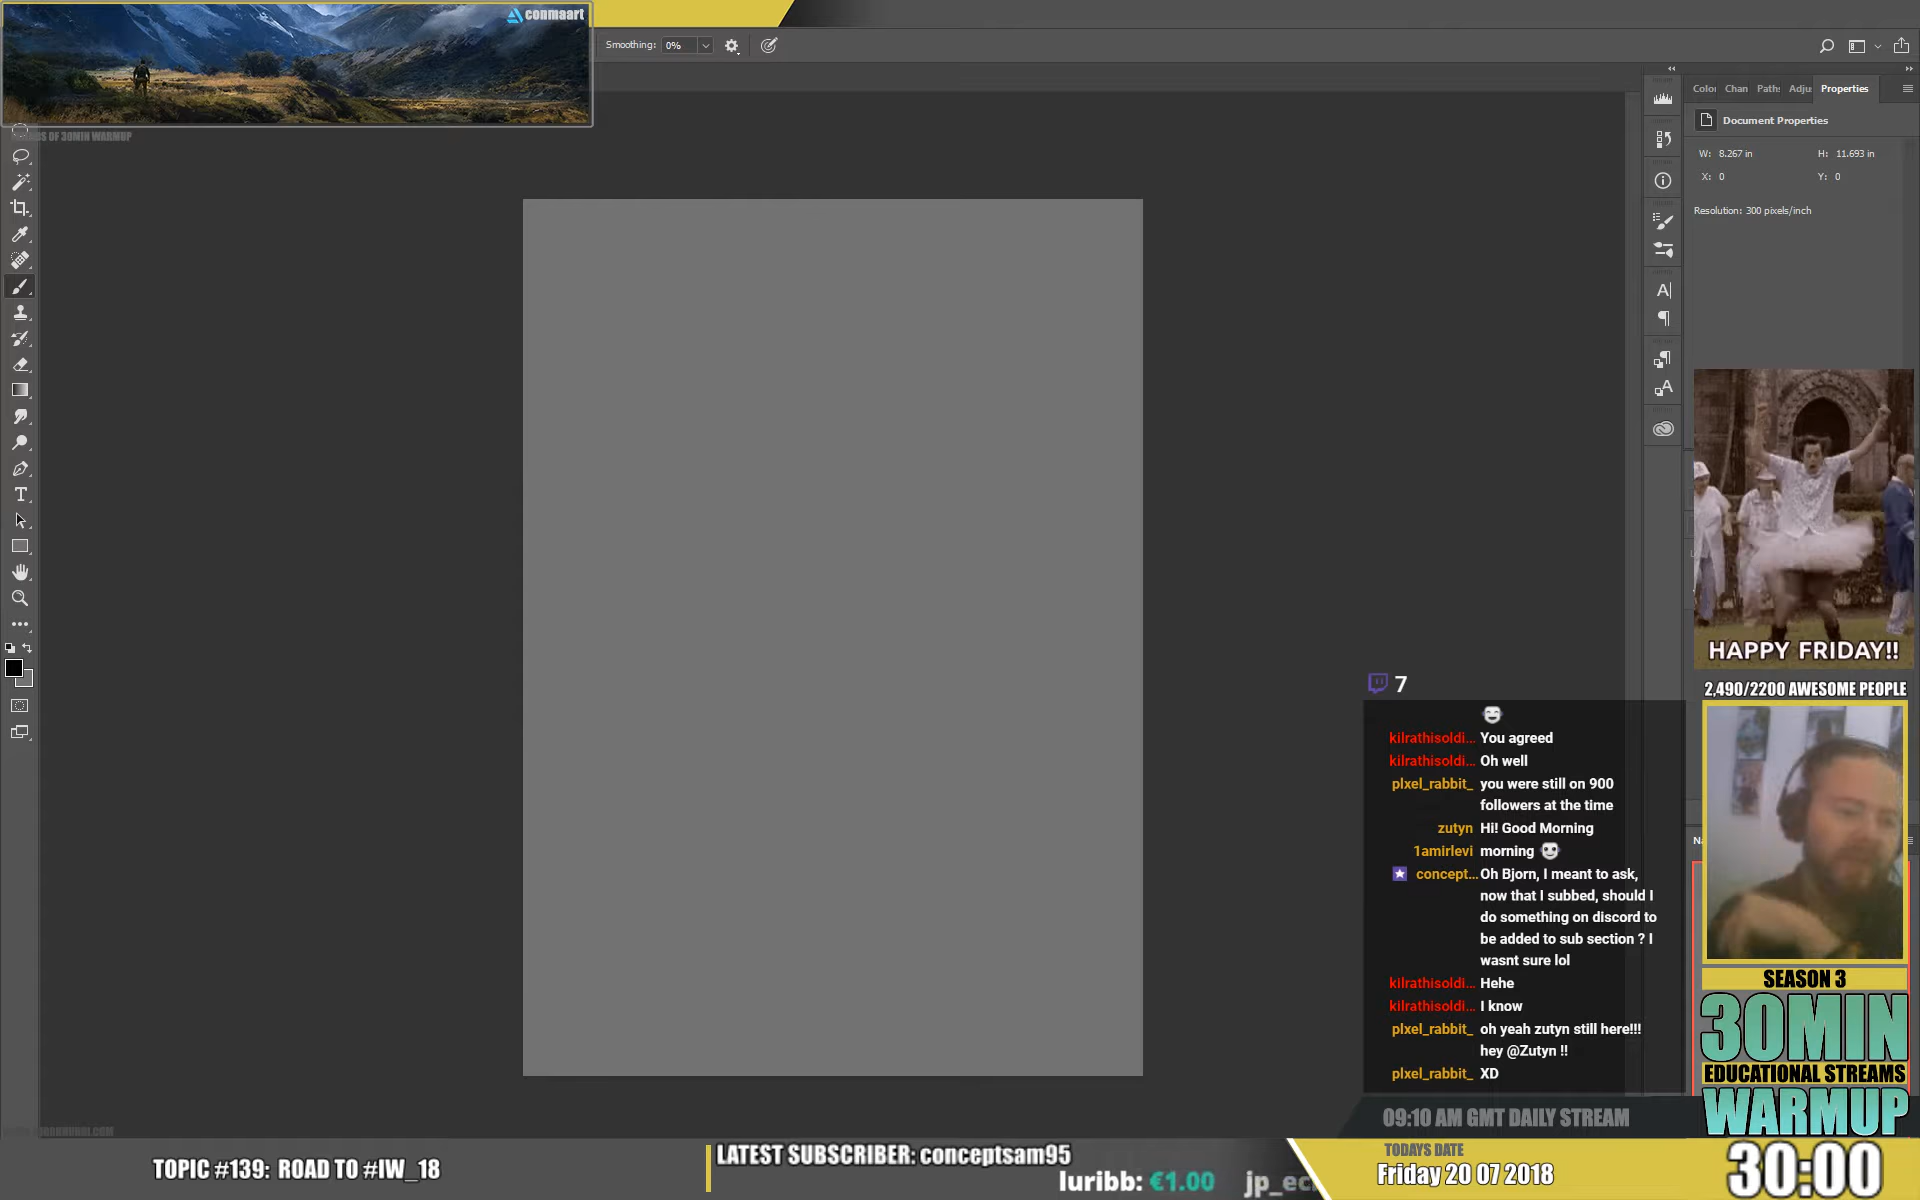 conmaart
Smoothing: 0%
S OF 30MIN WARMUP
Colo Chan Paths Adju Properties
Document Properties
W: 8.267 in H: 11.693 in
X: 0 Y: 0
Resolution: 300 pixels/inch
HAPPY FRIDAY!!
2,490/2200 AWESOME PEOPLE
7
kilrathisoldi... You agreed
kilrathisoldi... Oh well
plxel_rabbit_ you were still on 900
followers at the time
zutyn Hi! Good Morning
1amirlevi morning
concept... Oh Bjorn, I meant to ask,
now that I subbed, should I
do something on discord to
be added to sub section ? I
wasnt sure lol
kilrathisoldi... Hehe
kilrathisoldi... I know
plxel_rabbit_ oh yeah zutyn still here!!!
hey @Zutyn !!
plxel_rabbit_ XD
SEASON 3
30MIN
EDUCATIONAL STREAMS
WARMUP
09:10 AM GMT DAILY STREAM
TOPIC #139: ROAD TO #IW_18
LATEST SUBSCRIBER: conceptsam95
luribb: €1.00 jp_ec
TODAYS DATE
Friday 20 07 2018
30:00